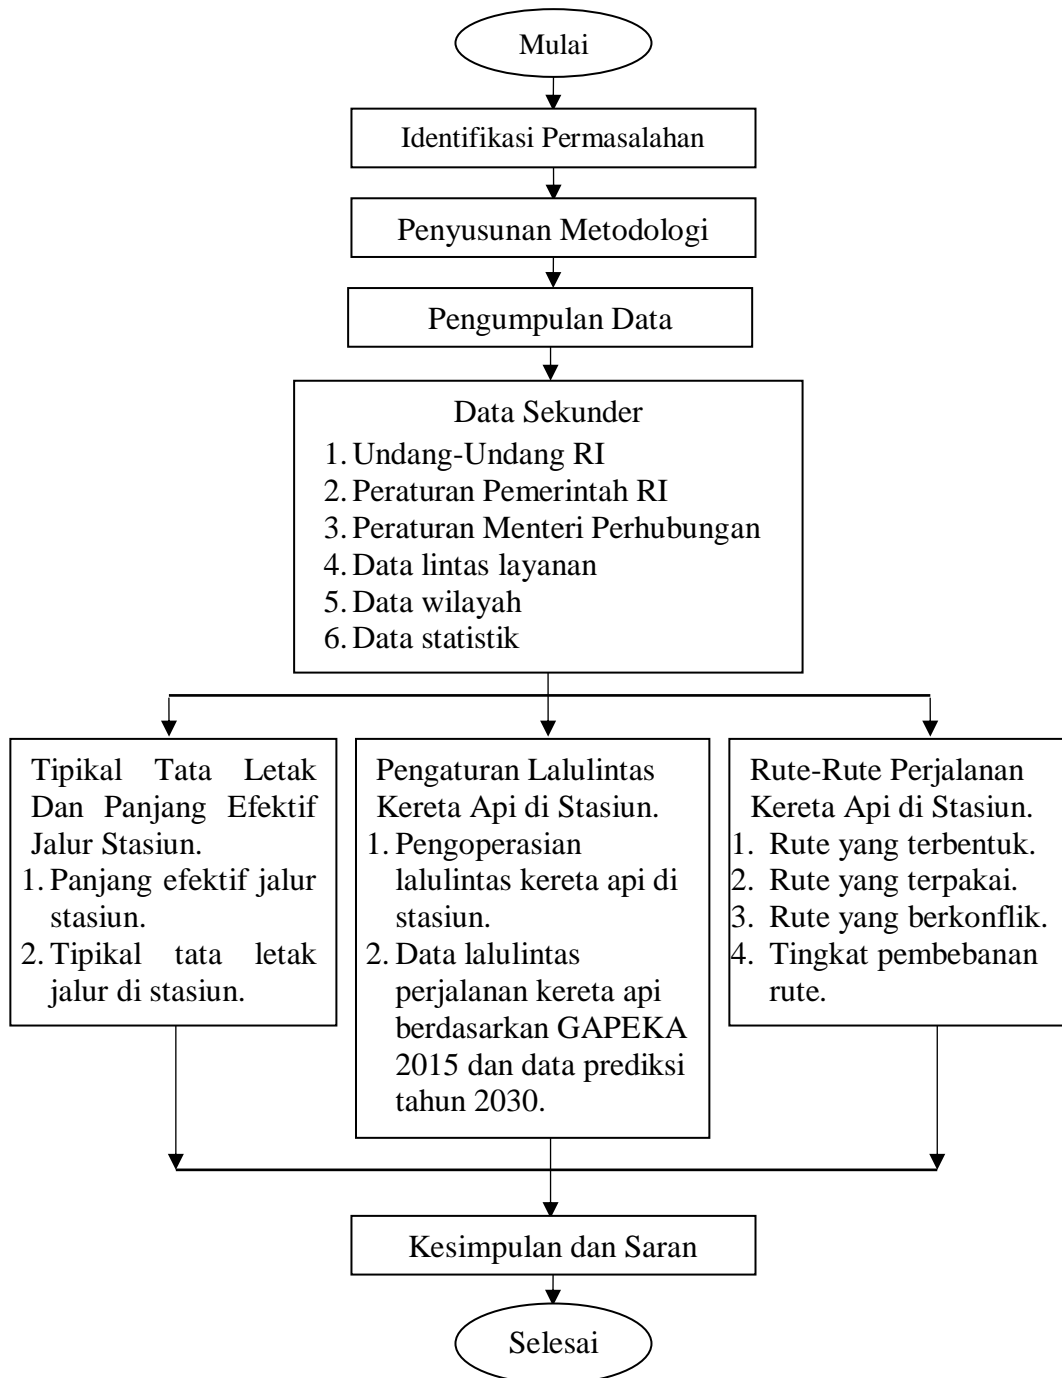 Mulai
Identifikasi Permasalahan
Penyusunan Metodologi
Pengumpulan Data
Data Sekunder
1. Undang-Undang RI
2. Peraturan Pemerintah RI
3. Peraturan Menteri Perhubungan
4. Data lintas layanan
5. Data wilayah
6. Data statistik
Tipikal Tata Letak
Dan Panjang Efektif
Jalur Stasiun.
1. Panjang efektif jalur
stasiun.
2. Tipikal tata letak
jalur di stasiun.
Pengaturan Lalulintas
Kereta Api di Stasiun.
1. Pengoperasian
lalulintas kereta api di
stasiun.
2. Data lalulintas
perjalanan kereta api
berdasarkan GAPEKA
2015 dan data prediksi
tahun 2030.
Rute-Rute Perjalanan
Kereta Api di Stasiun.
1. Rute yang terbentuk.
2. Rute yang terpakai.
3. Rute yang berkonflik.
4. Tingkat pembebanan
rute.
Kesimpulan dan Saran
Selesai